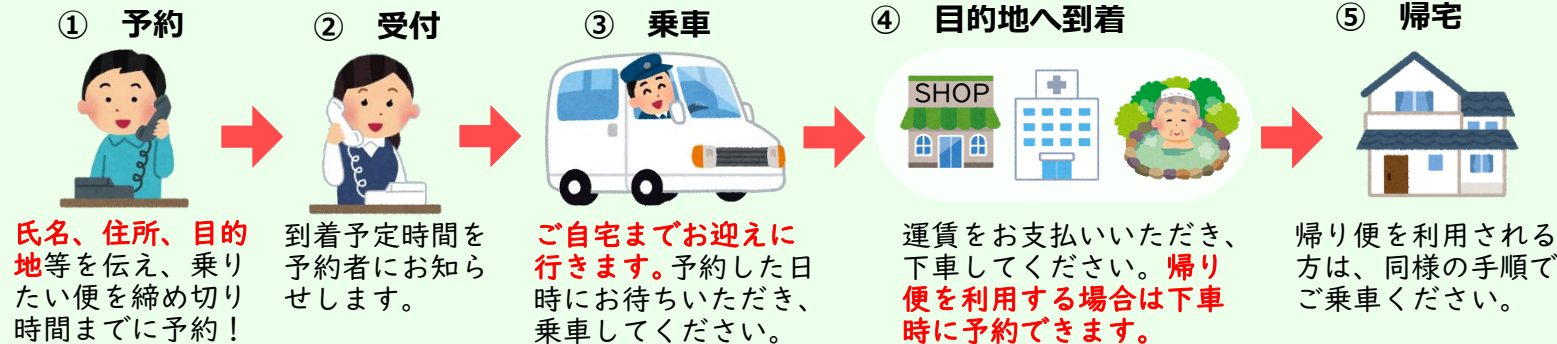 ① 予約
氏名、住所、目的
地等を伝え、乗り
たい便を締め切り
時間までに予約！
② 受付
到着予定時間を
予約者にお知ら
せします。
③ 乗車
ご自宅までお迎えに
行きます。予約した日
時にお待ちいただき、
乗車してください。
④ 目的地へ到着
SHOP
運賃をお支払いいただき、
下車してください。帰り
便を利用する場合は下車
時に予約できます。
⑤ 帰宅
帰り便を利用される
方は、同様の手順で
ご乗車ください。